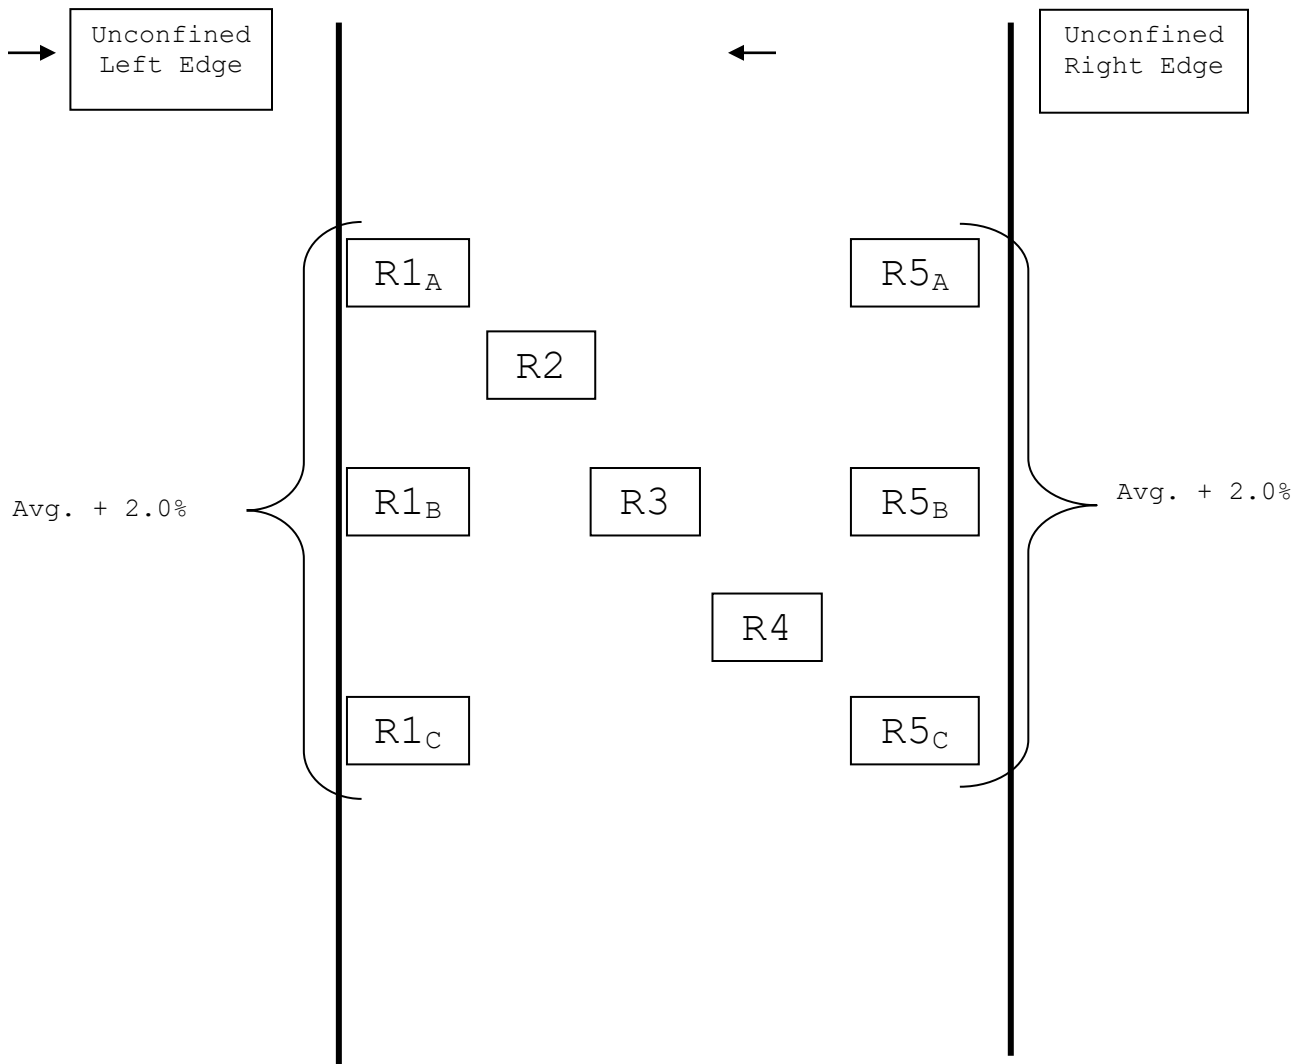 Unconfined
Left Edge
Unconfined
Right Edge
R1A
R5A
R2
Avg. + 2.0%
R1B
R3
R5B
Avg. + 2.0%
R4
R1C
R5C